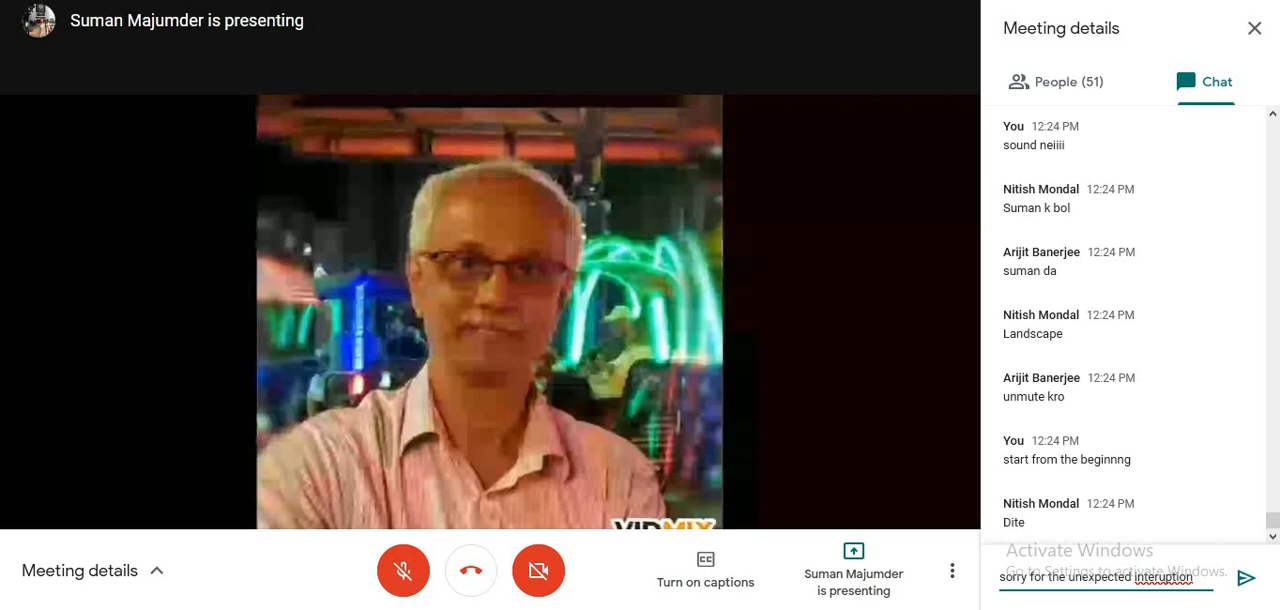 Suman Majumder is presenting
Meeting details
People (51)
Chat
You 12:24 PM
sound neiiii
Nitish Mondal 12:24 PM
Suman k bol
Arijit Banerjee 12:24 PM
suman da
Nitish Mondal 12:24 PM
Landscape
Arijit Banerjee 12:24 PM
unmute kro
You 12:24 PM
start from the beginnng
Nitish Mondal 12:24 PM
Dite
Activate Windows
Go to Settings to activate Windows.
sorry for the unexpected interuption
VIDMIX
Meeting details
CC
Turn on captions
Suman Majumder
is presenting